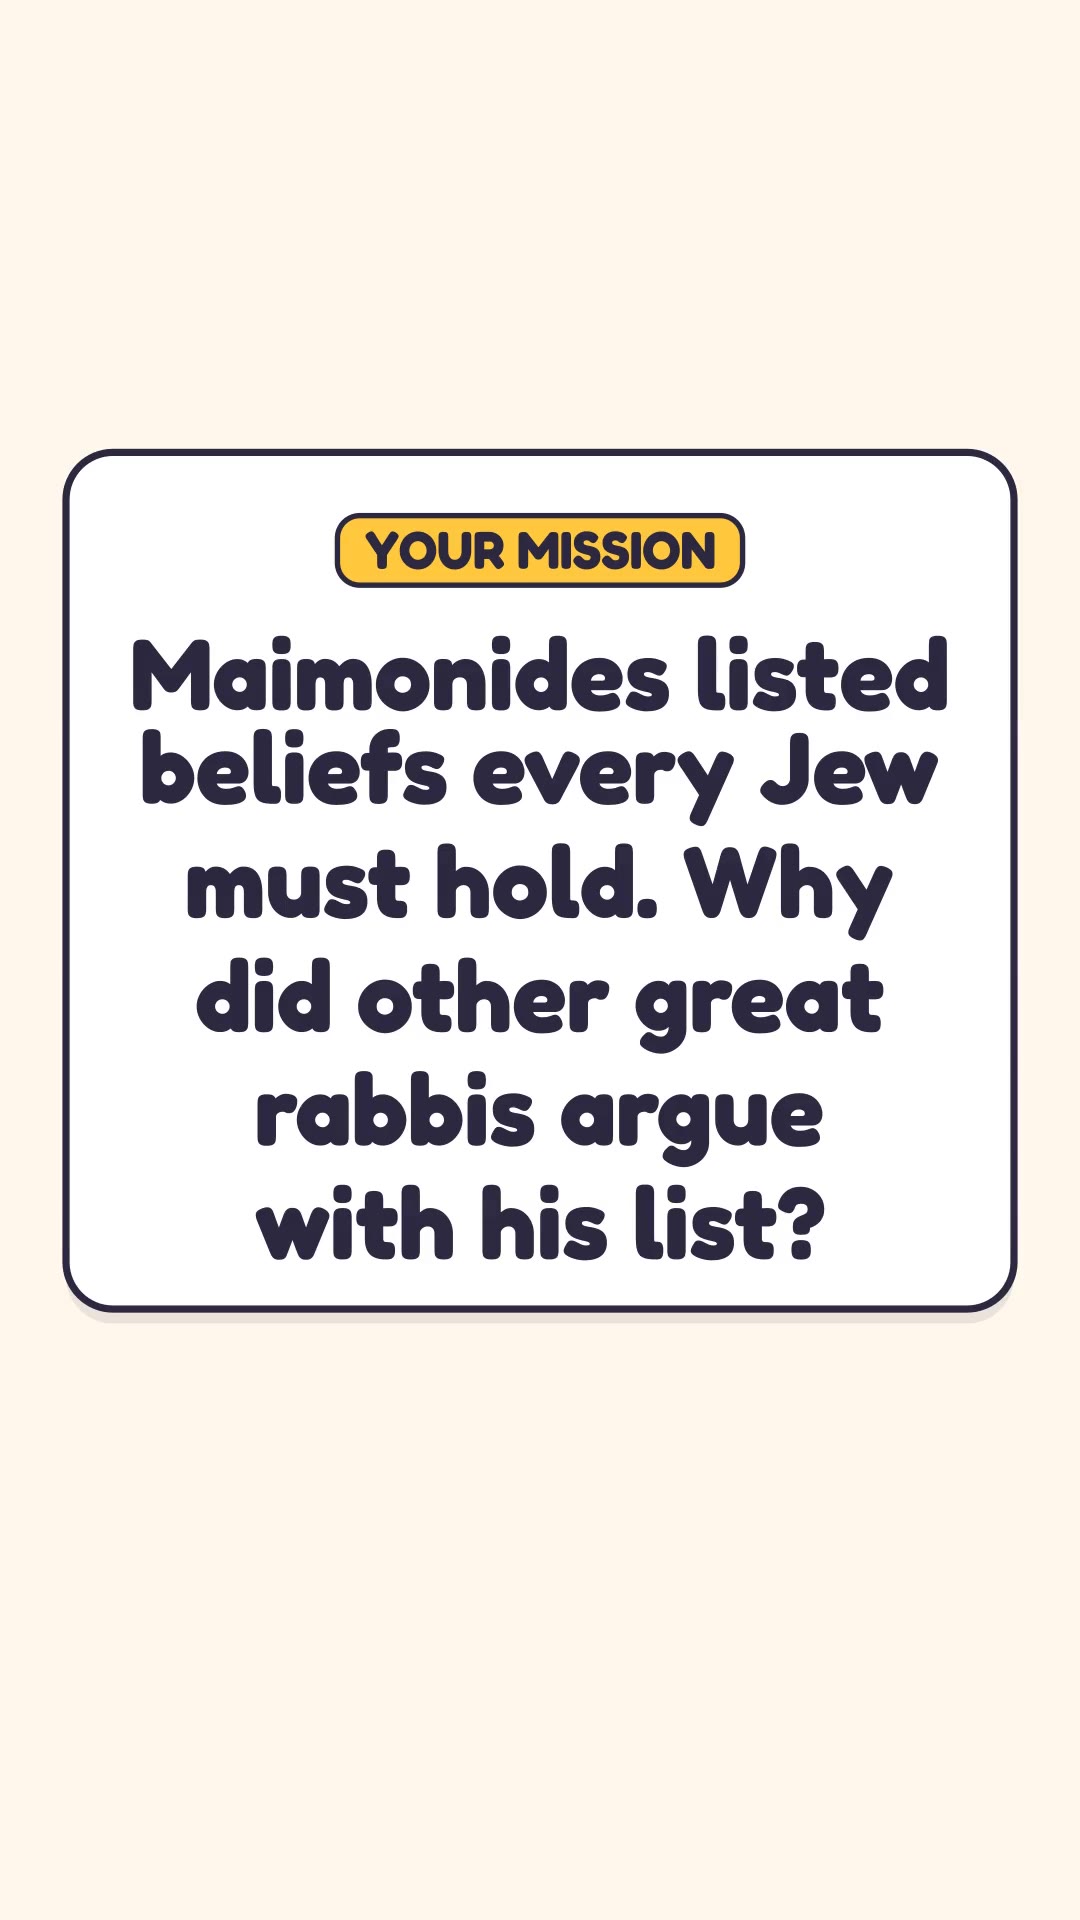 YOUR MISSION
Maimonides listed
beliefs every Jew
must hold. Why
did other great
rabbis argue
with his list?